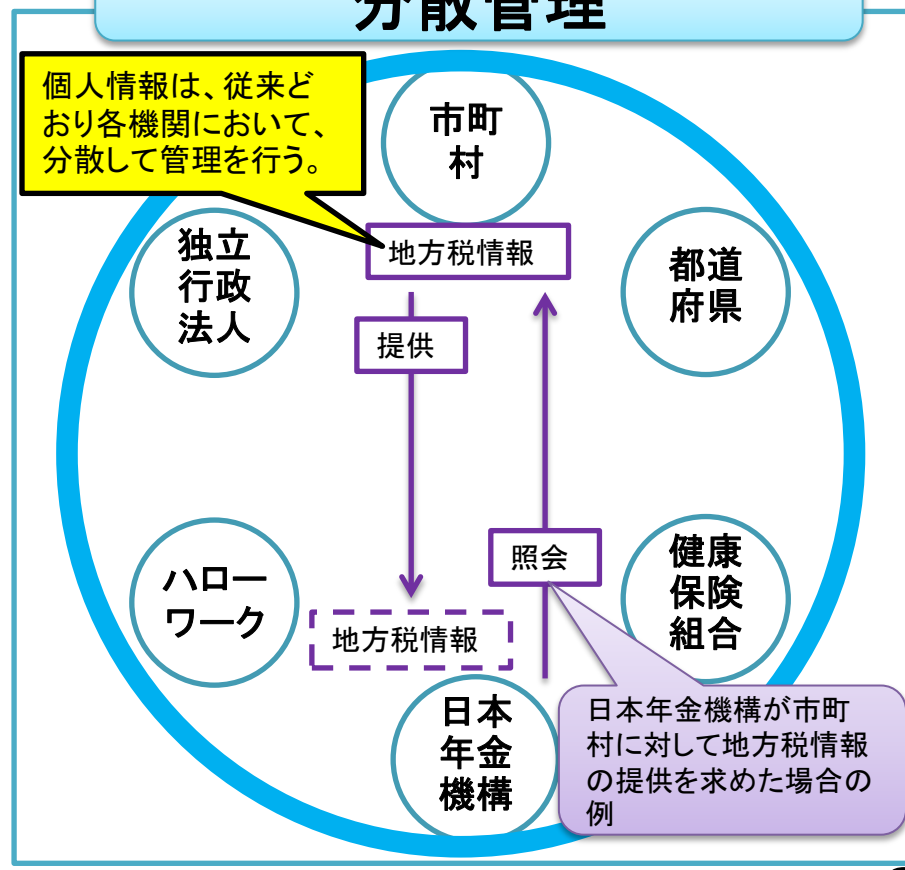 分散管理
個人情報は、従来ど
おり各機関において、
分散して管理を行う。
市町
村
独立
行政
法人
地方税情報
都道
府県
提供
照会
ハロー
ワーク
健康
保険
組合
地方税情報
日本
年金
機構
日本年金機構が市町
村に対して地方税情報
の提供を求めた場合の
例